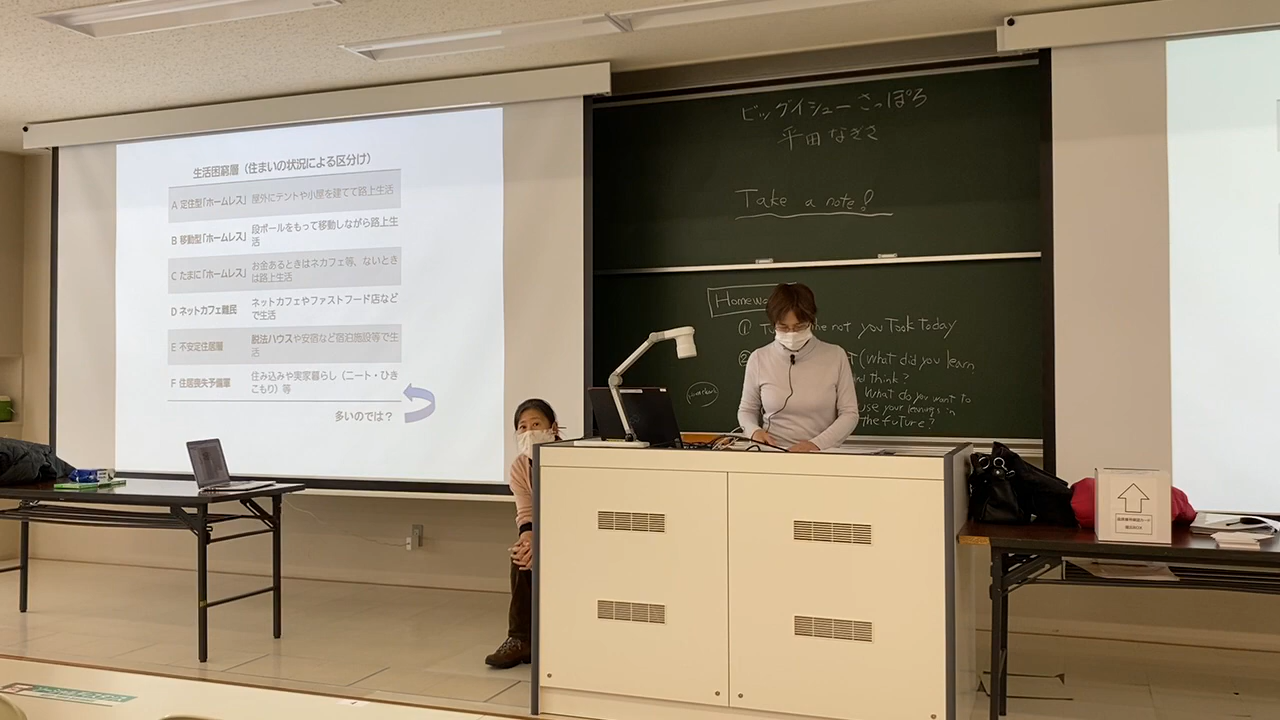 生活困窮層（住まいの状況による区分け）
A 定住型「ホームレス」 屋外にテントや小屋を建てて路上生活
B 移動型「ホームレス」 段ボールをもって移動しながら路上生
活
C たまに「ホームレス」 お金あるときはネカフェ等、ないとき
は路上生活
D ネットカフェ難民 ネットカフェやファストフード店など
で生活
E 不安定住居層 脱法ハウスや安宿など宿泊施設等で生
活
F 住居喪失予備軍 住み込みや実家暮らし（ニート・ひき
こもり）等
多いのでは？
ビッグイシューさっぽろ
平田なぎさ
Take a note!
① not you Took Today
② (What did you learn
think?
What do you want to
use your learnings in
the future?